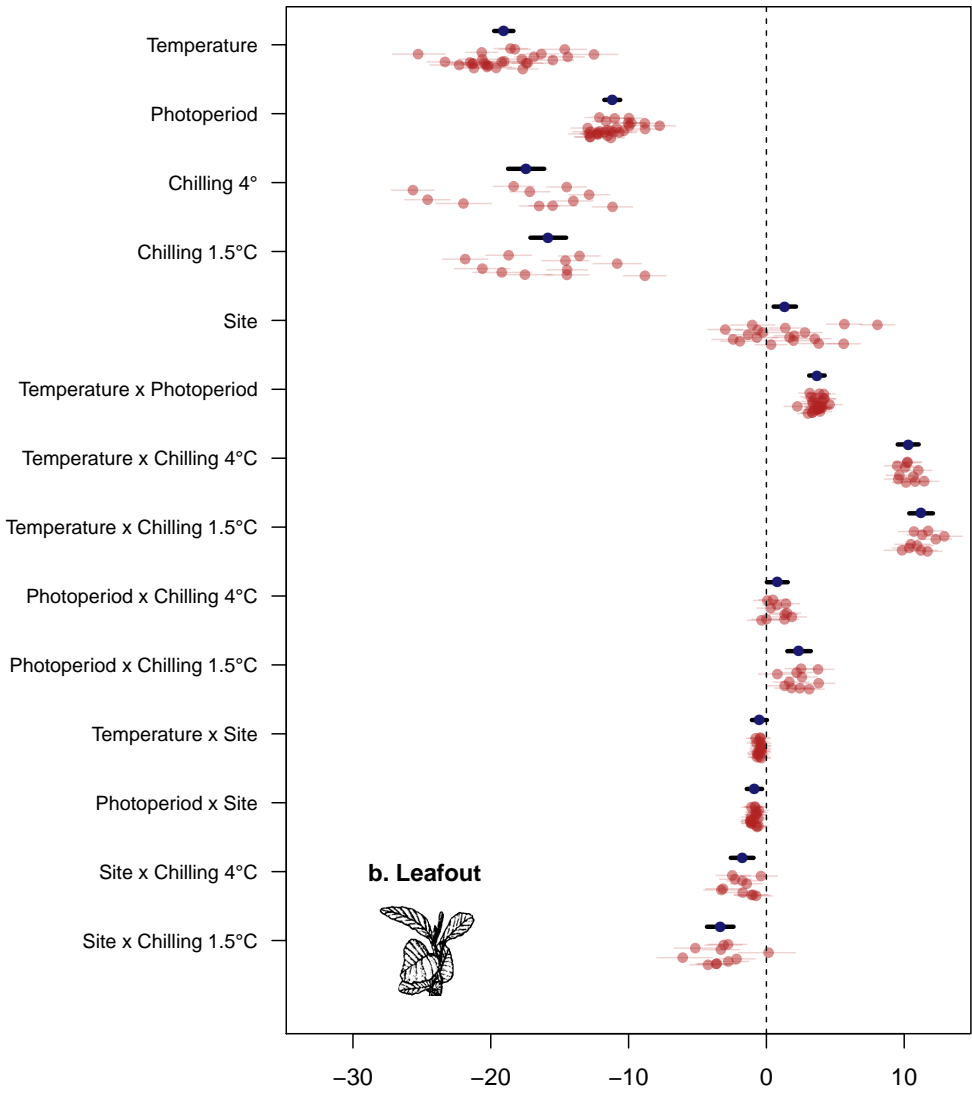 Temperature
Photoperiod
Chilling 4°
Chilling 1.5°C
Site
Temperature x Photoperiod
Temperature x Chilling 4°C
Temperature x Chilling 1.5°C
Photoperiod x Chilling 4°C
Photoperiod x Chilling 1.5°C
Temperature x Site
Photoperiod x Site
Site x Chilling 4°C
b. Leafout
Site x Chilling 1.5°C
−30 −20 −10 0 10